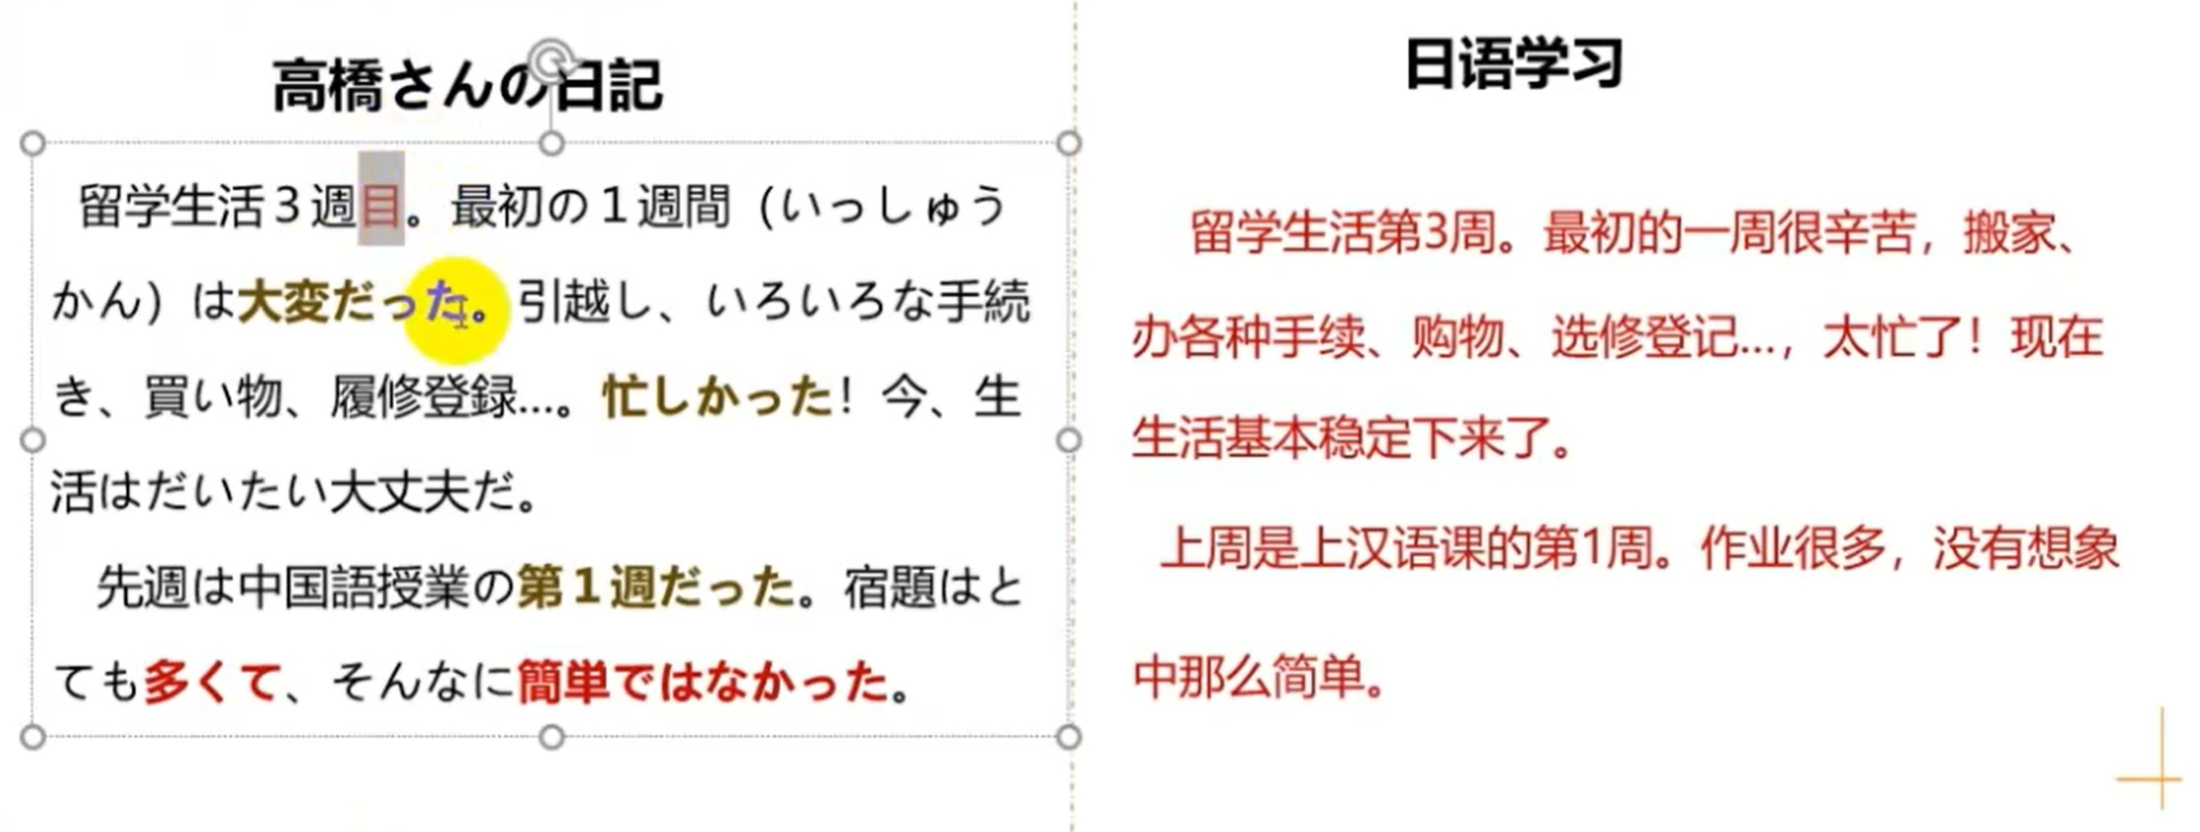 高橋さんの日記
留学生活３週目。最初の１週間（いっしゅう
かん）は大変だった。引越し、いろいろな手続
き、買い物、履修登録…。忙しかった！今、生
活はだいたい大丈夫だ。
先週は中国語授業の第１週だった。宿題はと
ても多くて、そんなに簡単ではなかった。
日语学习
留学生活第3周。最初的一周很辛苦，搬家、
办各种手续、购物、选修登记…，太忙了！现在
生活基本稳定下来了。
上周是上汉语课的第1周。作业很多，没有想象
中那么简单。